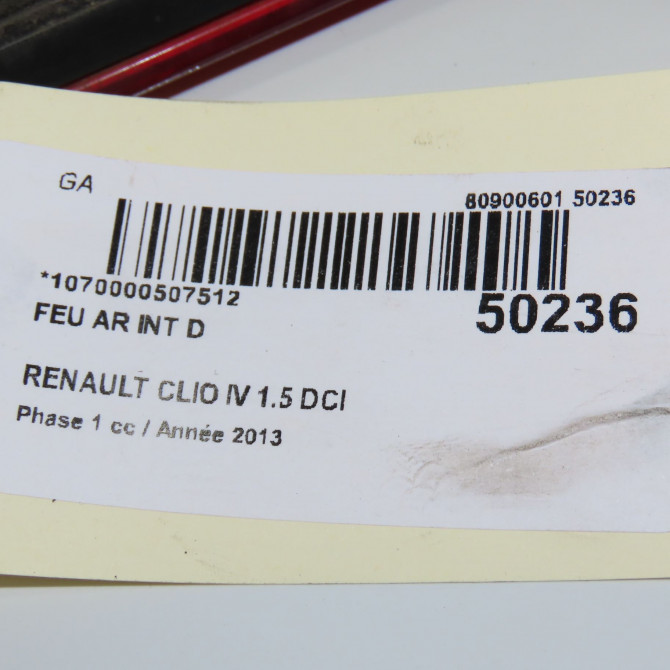 GA
80900601 50236
*1070000507512
50236
FEU AR INT D
RENAULT CLIO IV 1.5 DCI
Phase 1 cc / Année 2013